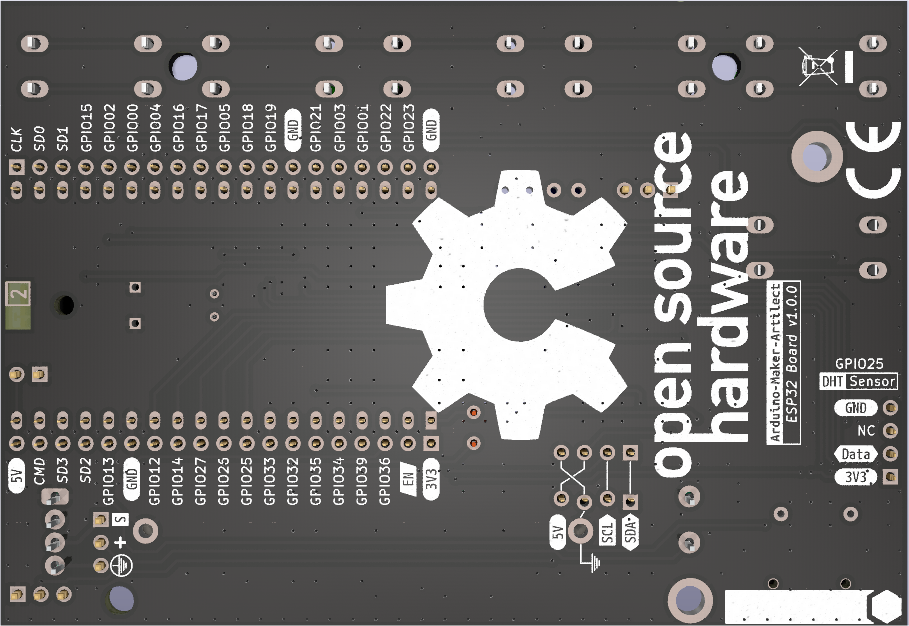 CLK
SD0
SD1
GPIO15
GPIO02
GPIO00
GPIO04
GPIO16
GPIO17
GPIO05
GPIO18
GPIO19
GND
GPIO21
GPIO03
GPIO01
GPIO22
GPIO23
GND
CE
open source
hardware
Arduino-Maker-Artilect
ESP32 Board v1.0.0
2
GPIO25
DHT Sensor
GND
NC
Data
3V3
5V
CMD
SD3
SD2
GPIO13
GND
GPIO12
GPIO14
GPIO27
GPIO26
GPIO25
GPIO33
GPIO32
GPIO35
GPIO34
GPIO39
GPIO36
EN
3V3
S
+
5V
SCL
SDA